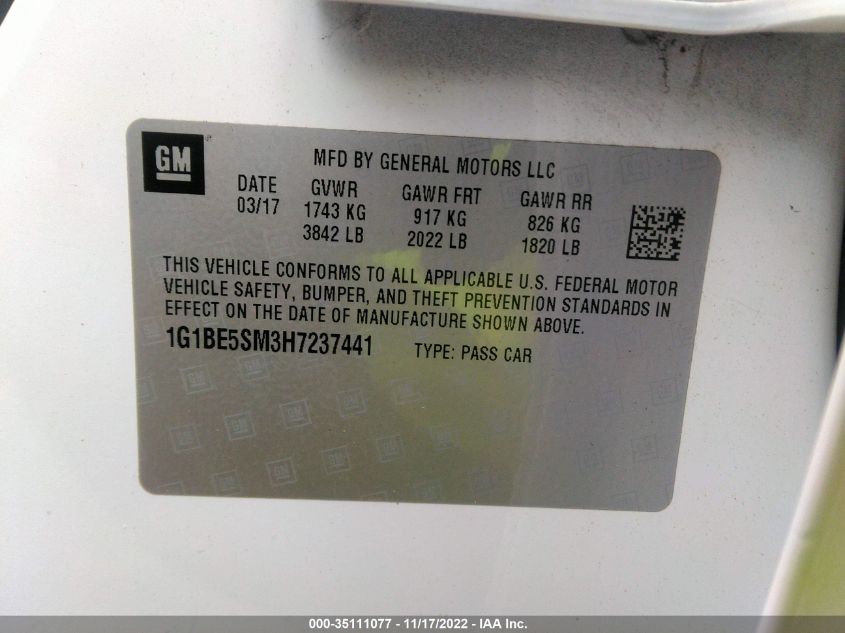 GM
MFD BY GENERAL MOTORS LLC
DATE GVWR GAWR FRT GAWR RR
03/17 1743 KG 917 KG 826 KG
3842 LB 2022 LB 1820 LB
THIS VEHICLE CONFORMS TO ALL APPLICABLE U.S. FEDERAL MOTOR
VEHICLE SAFETY, BUMPER, AND THEFT PREVENTION STANDARDS IN
EFFECT ON THE DATE OF MANUFACTURE SHOWN ABOVE.
1G1BE5SM3H7237441 TYPE: PASS CAR
000-35111077 - 11/17/2022 - IAA Inc.